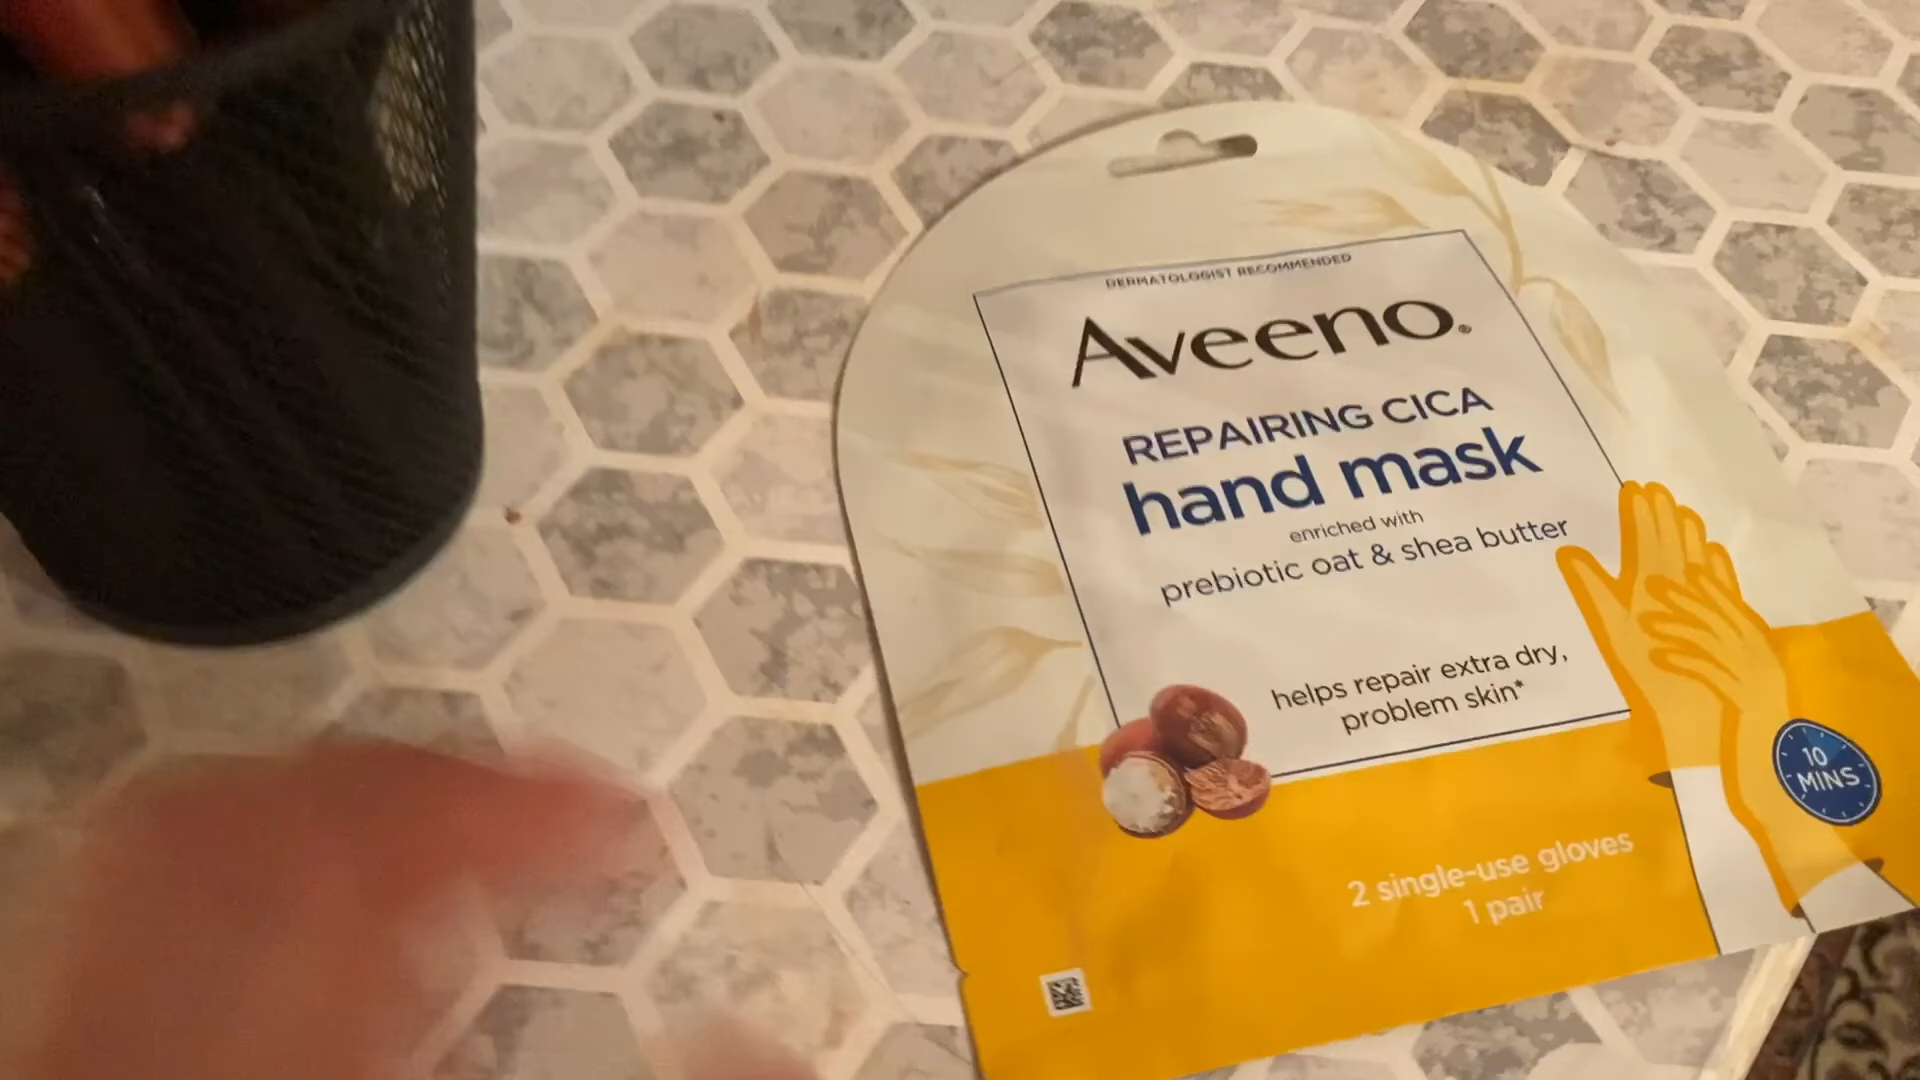 DERMATOLOGIST RECOMMENDED
Aveeno®
REPAIRING CICA
hand mask
enriched with
prebiotic oat & shea butter
helps repair extra dry,
problem skin*
10
MINS
2 single-use gloves
1 pair